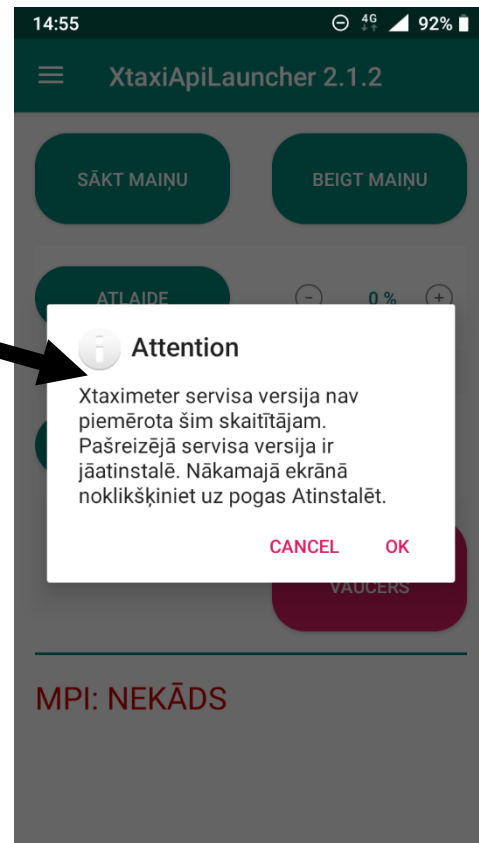 14:55 4G 92%
XtaxiApiLauncher 2.1.2
SĀKT MAIŅU BEIGT MAIŅU
ATLAIDE 0 %
Attention
Xtaximeter servisa versija nav
piemērota šim skaitītājam.
Pašreizējā servisa versija ir
jāatinstalē. Nākamajā ekrānā
noklikšķiniet uz pogas Atinstalēt.
CANCEL OK
VAUCERS
MPI: NEKĀDS